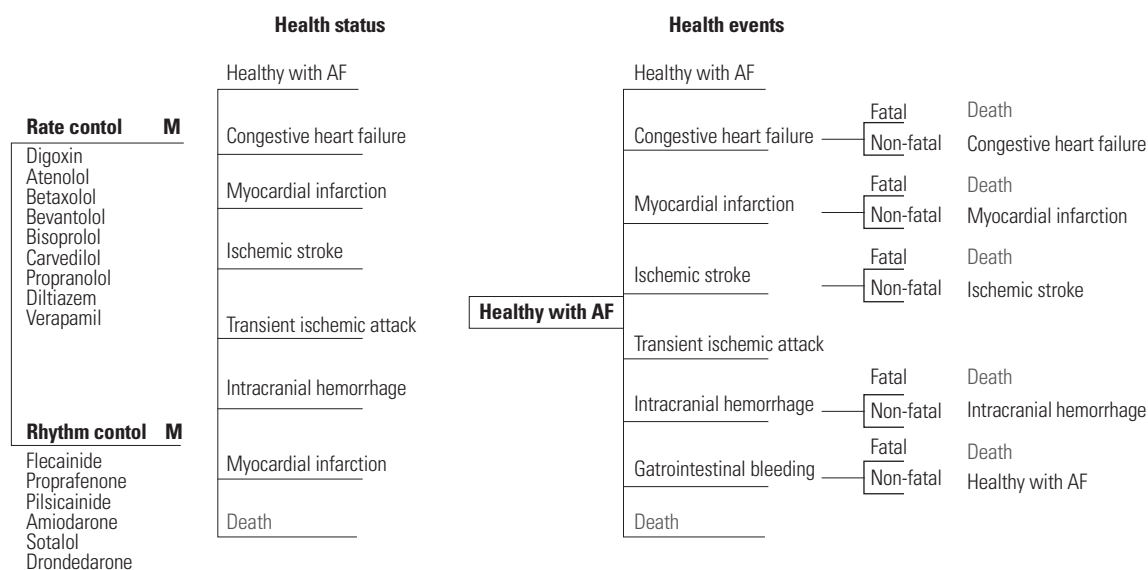 Health status
Health events
Rate contol M
Digoxin
Atenolol
Betaxolol
Bevantolol
Bisoprolol
Carvedilol
Propranolol
Diltiazem
Verapamil
Rhythm contol M
Flecainide
Proprafenone
Pilsicainide
Amiodarone
Sotalol
Drondedarone
Healthy with AF
Congestive heart failure
Myocardial infarction
Ischemic stroke
Transient ischemic attack
Intracranial hemorrhage
Myocardial infarction
Death
Healthy with AF
Healthy with AF
Congestive heart failure
Fatal Death
Non-fatal Congestive heart failure
Myocardial infarction
Fatal Death
Non-fatal Myocardial infarction
Ischemic stroke
Fatal Death
Non-fatal Ischemic stroke
Transient ischemic attack
Intracranial hemorrhage
Fatal Death
Non-fatal Intracranial hemorrhage
Gatrointestinal bleeding
Fatal Death
Non-fatal Healthy with AF
Death